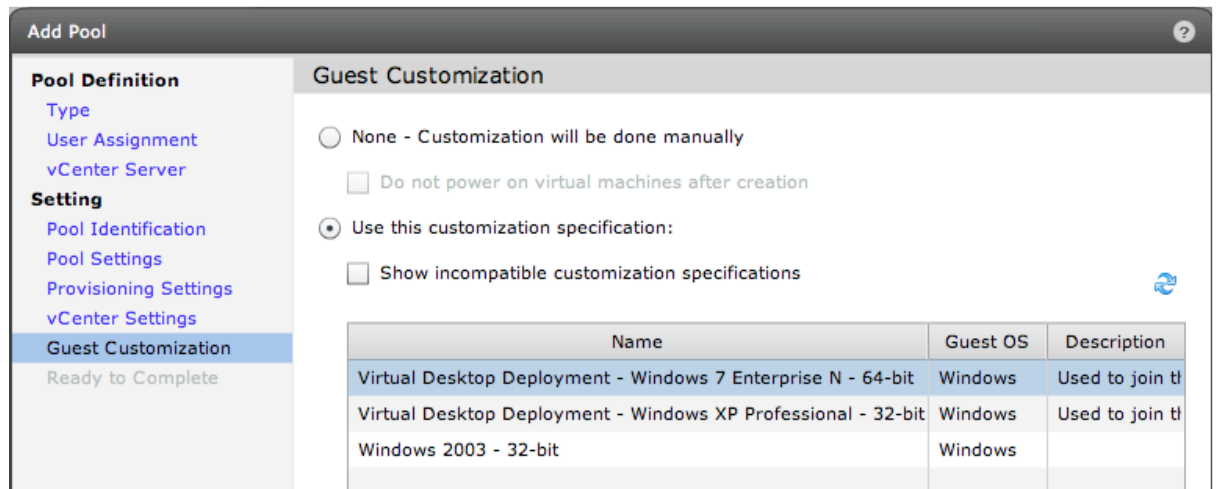 Add Pool
?
Pool Definition
Type
User Assignment
vCenter Server
Setting
Pool Identification
Pool Settings
Provisioning Settings
vCenter Settings
Guest Customization
Ready to Complete
Guest Customization
None - Customization will be done manually
Do not power on virtual machines after creation
Use this customization specification:
Show incompatible customization specifications
Name Guest OS Description
Virtual Desktop Deployment - Windows 7 Enterprise N - 64-bit Windows Used to join th
Virtual Desktop Deployment - Windows XP Professional - 32-bit Windows Used to join th
Windows 2003 - 32-bit Windows